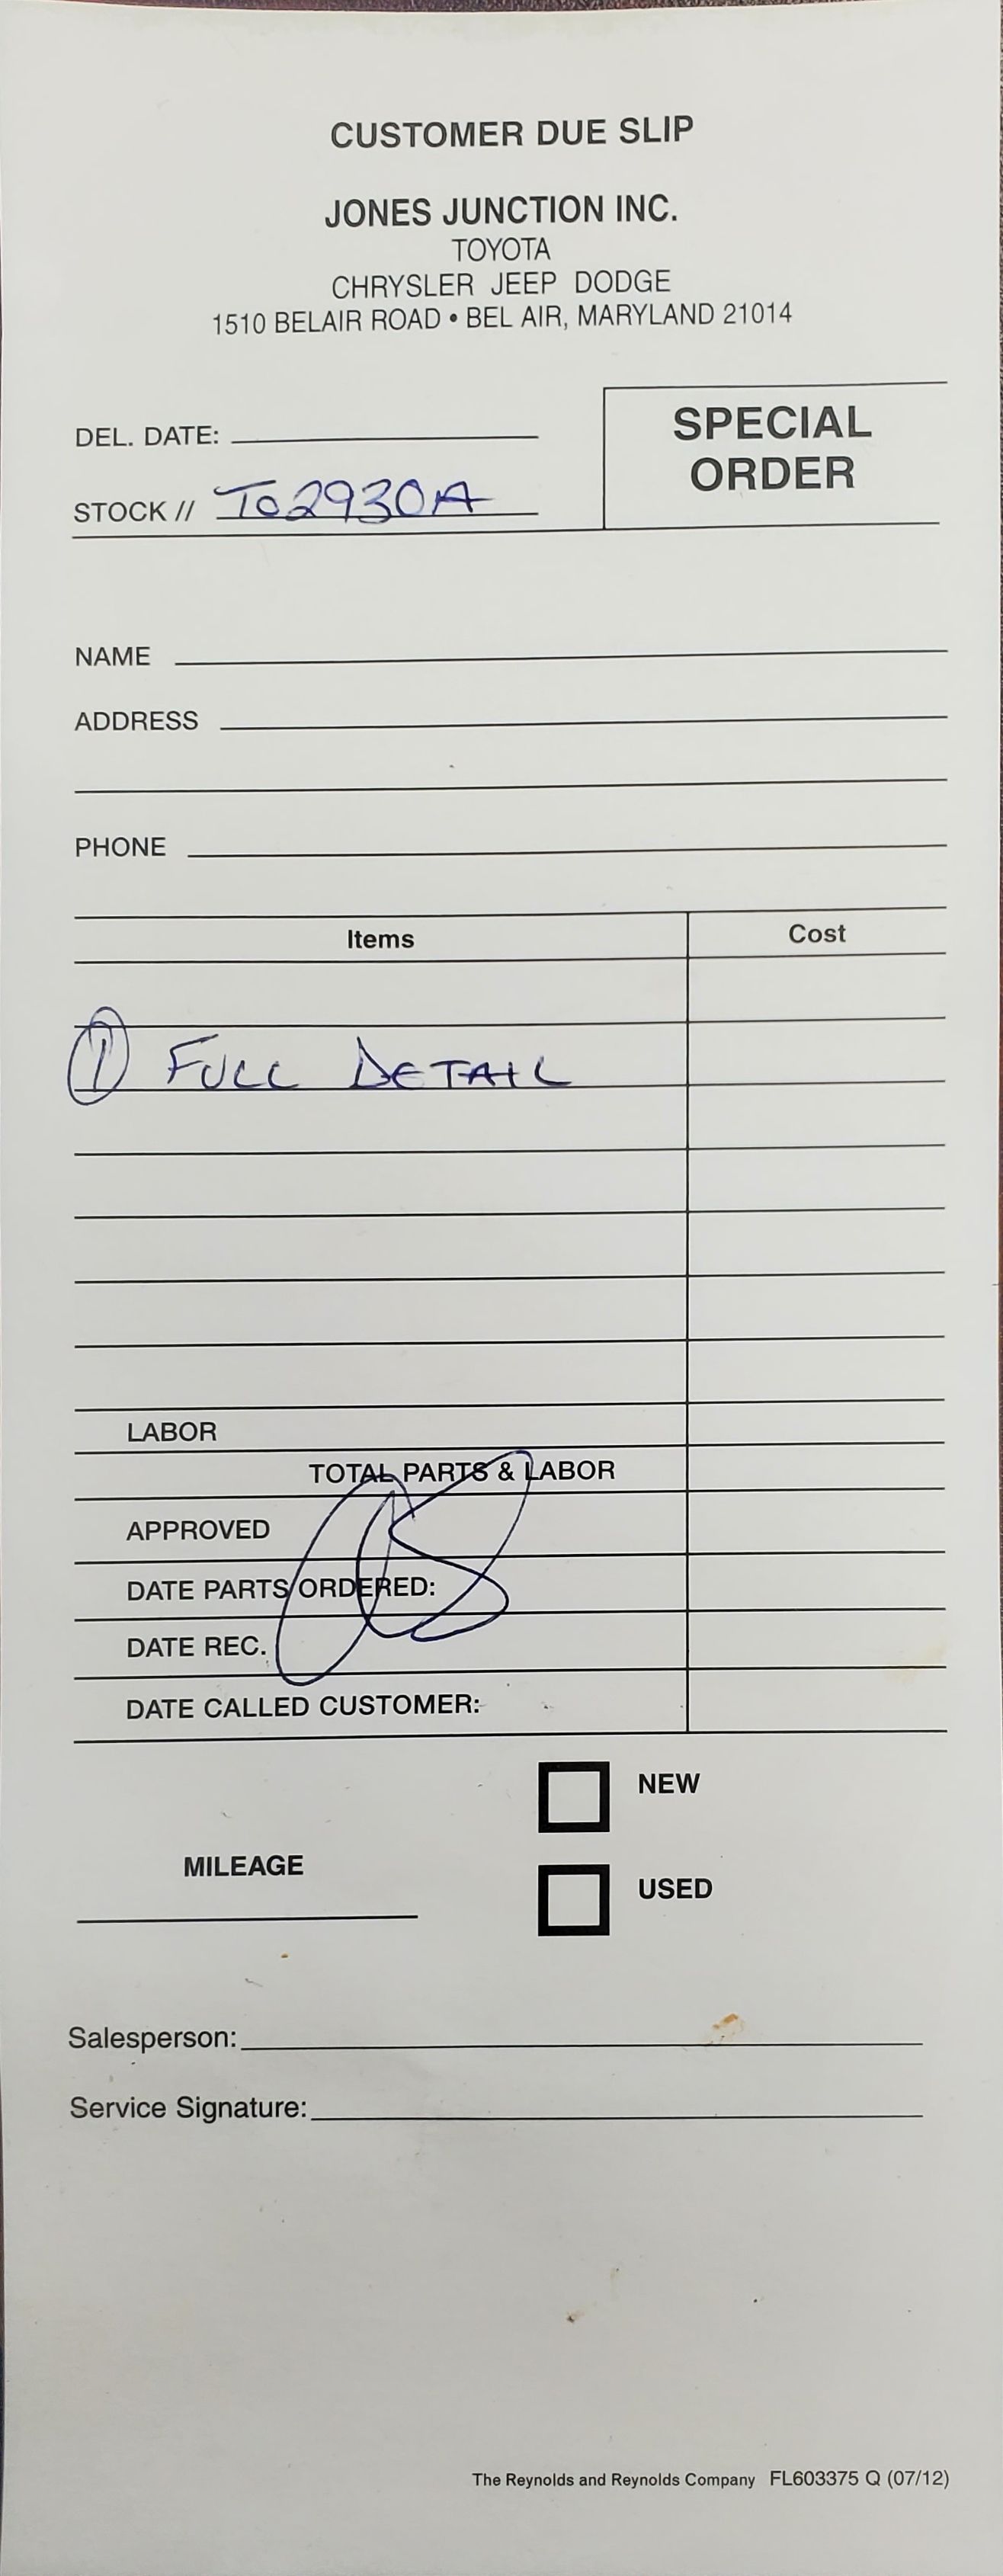 CUSTOMER DUE SLIP
JONES JUNCTION INC.
TOYOTA
CHRYSLER JEEP DODGE
1510 BELAIR ROAD • BEL AIR, MARYLAND 21014
DEL. DATE:
SPECIAL
ORDER
STOCK // T02930A
NAME
ADDRESS
PHONE
Items Cost
1 FULL DETAIL
LABOR
TOTAL PARTS & LABOR
APPROVED
DATE PARTS ORDERED:
DATE REC.
DATE CALLED CUSTOMER:
NEW
MILEAGE
USED
Salesperson:
Service Signature:
The Reynolds and Reynolds Company FL603375 Q (07/12)